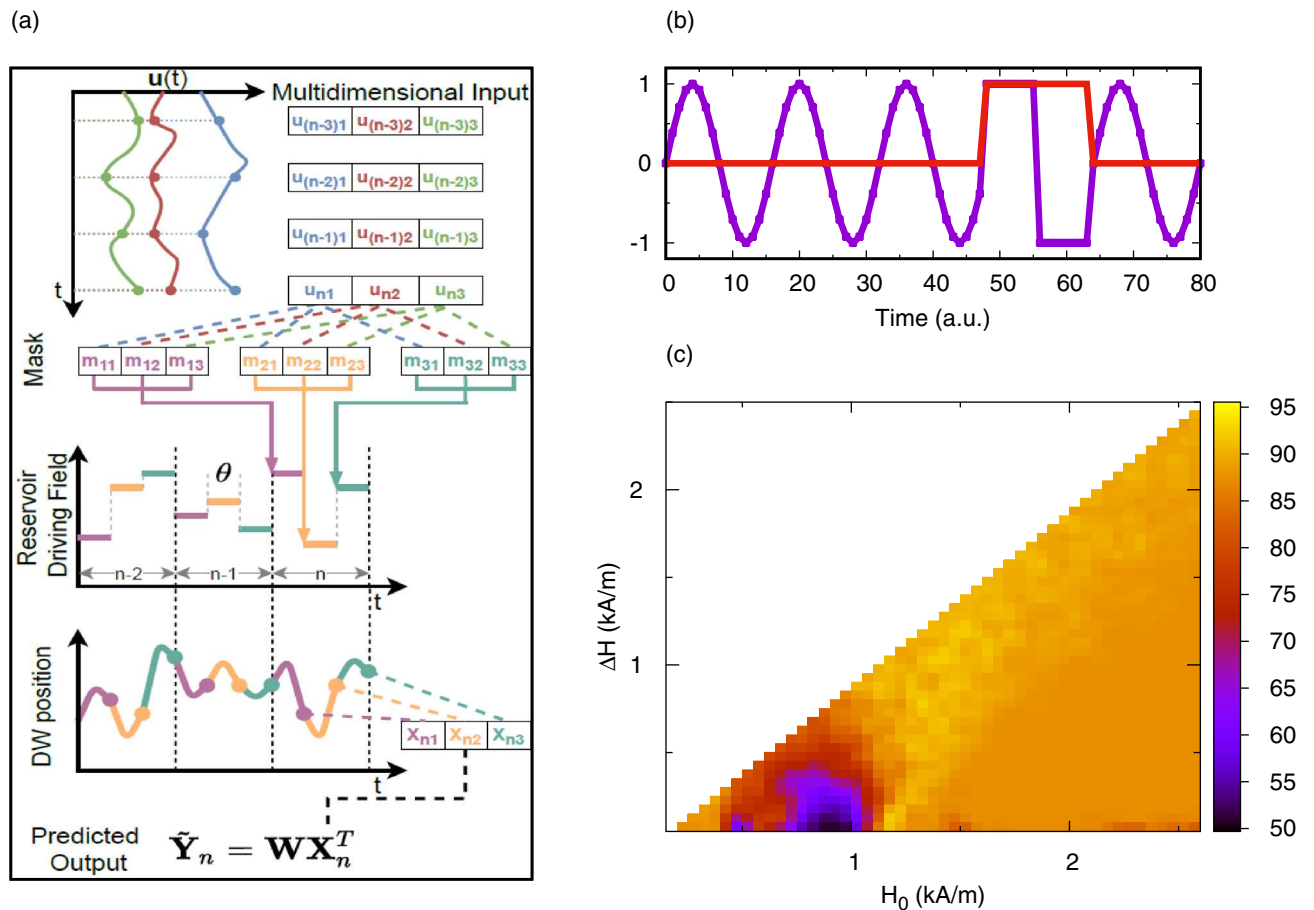 (a)
u(t)
Multidimensional Input
u(n-3)1 u(n-3)2 u(n-3)3
u(n-2)1 u(n-2)2 u(n-2)3
u(n-1)1 u(n-1)2 u(n-1)3
t
un1 un2 un3
Mask
m11 m12 m13 m21 m22 m23 m31 m32 m33
Reservoir
Driving Field
θ
n-2 n-1 n
t
DW position
xn1 xn2 xn3
t
Predicted
Output
Ỹn = WXnT
(b)
1
0
-1
0 10 20 30 40 50 60 70 80
Time (a.u.)
(c)
ΔH (kA/m)
2
1
1 2
H0 (kA/m)
95
90
85
80
75
70
65
60
55
50